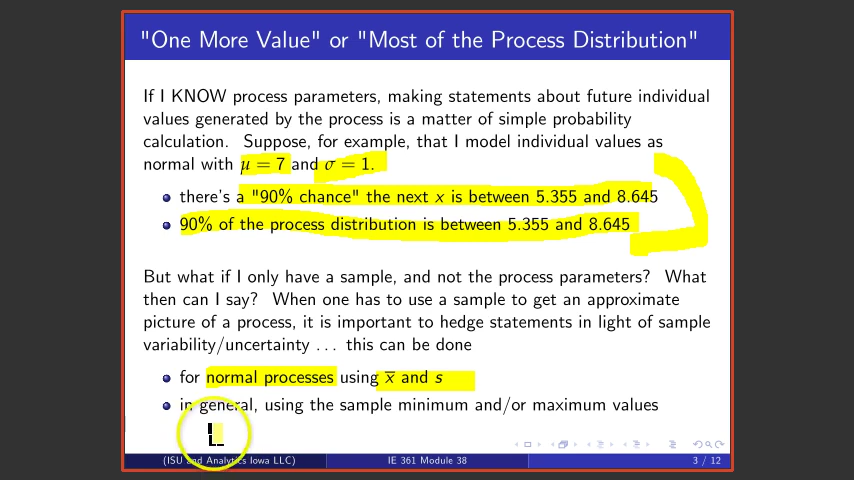 "One More Value" or "Most of the Process Distribution"
If I KNOW process parameters, making statements about future individual
values generated by the process is a matter of simple probability
calculation. Suppose, for example, that I model individual values as
normal with μ = 7 and σ = 1.
there's a "90% chance" the next x is between 5.355 and 8.645
90% of the process distribution is between 5.355 and 8.645
But what if I only have a sample, and not the process parameters? What
then can I say? When one has to use a sample to get an approximate
picture of a process, it is important to hedge statements in light of sample
variability/uncertainty ... this can be done
for normal processes using x̅ and s
in general, using the sample minimum and/or maximum values
(ISU and Analytics Iowa LLC) IE 361 Module 38 3 / 12